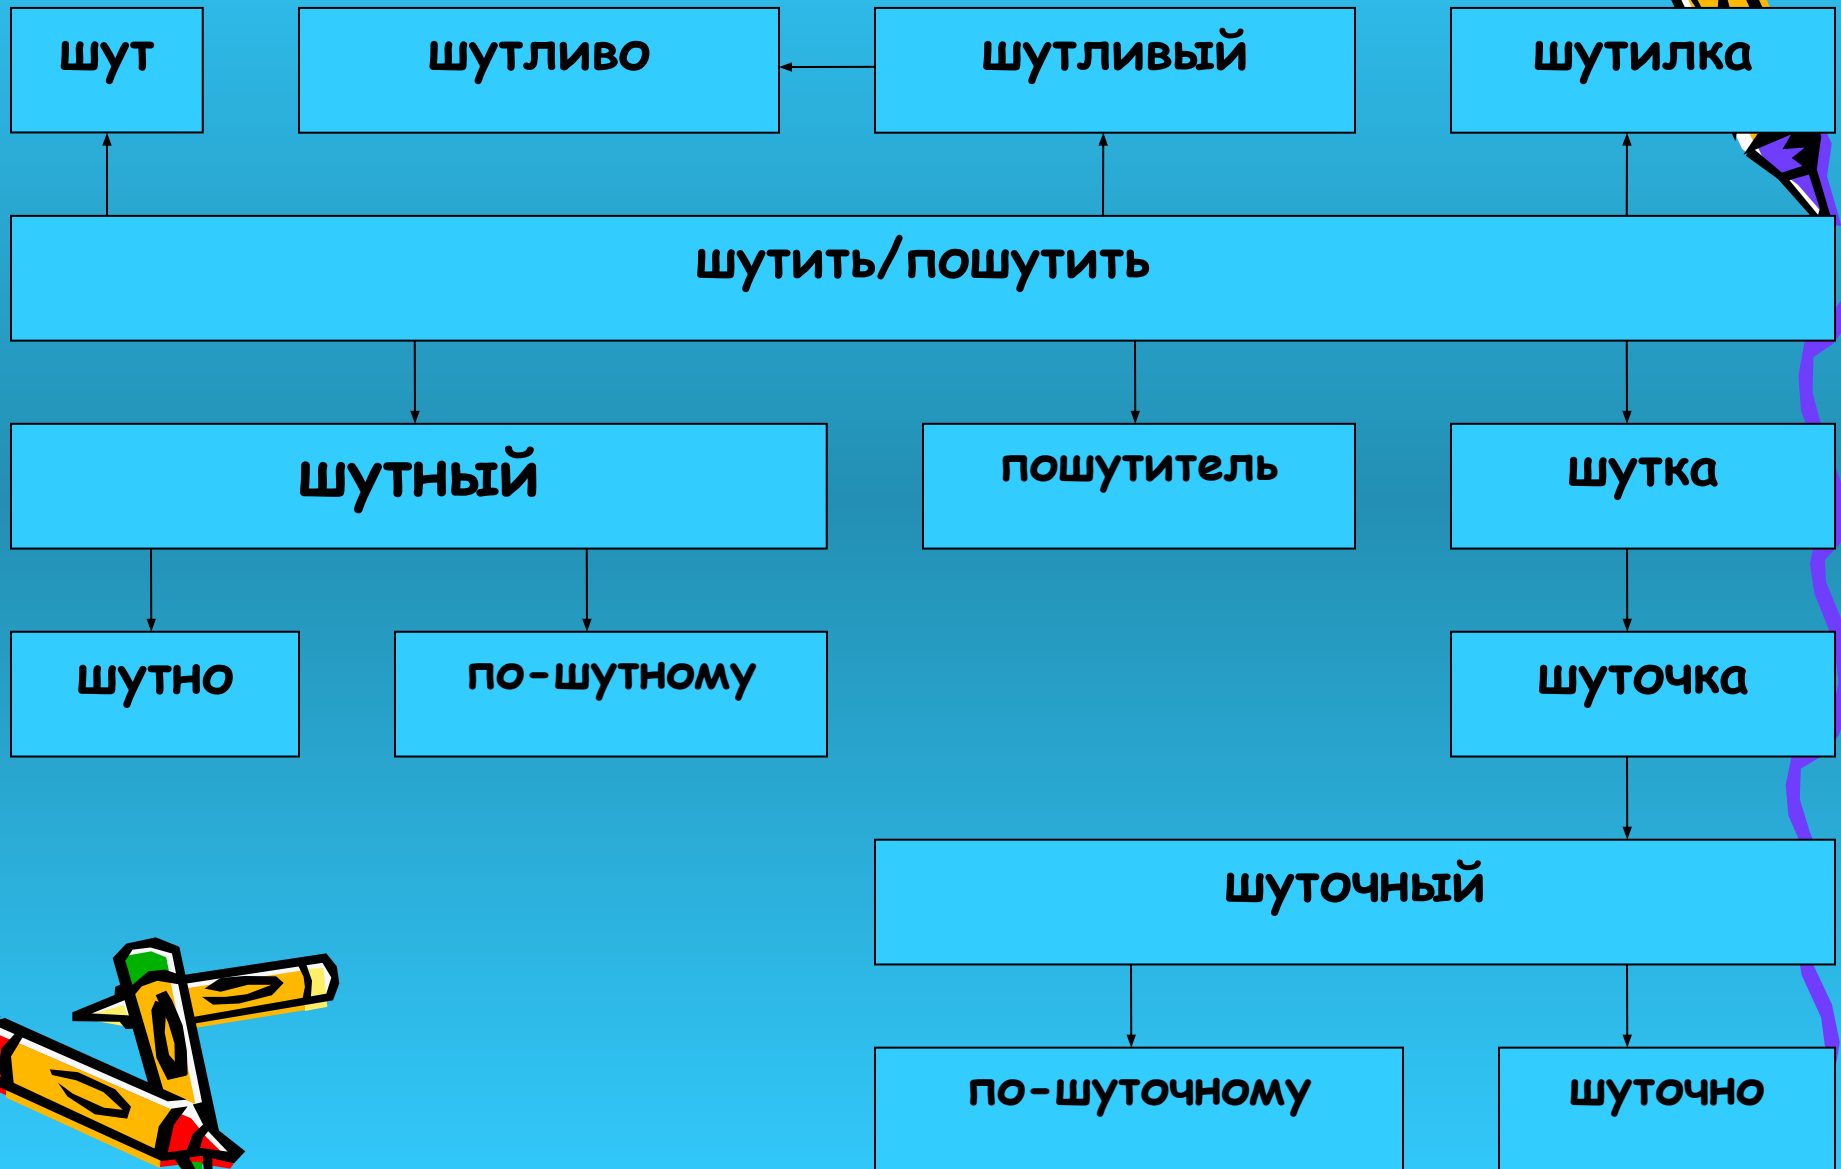 шут
шутливо
шутливый
шутилка
шутить/пошутить
шутный
пошутитель
шутка
шутно
по-шутному
шуточка
шуточный
по-шуточному
шуточно